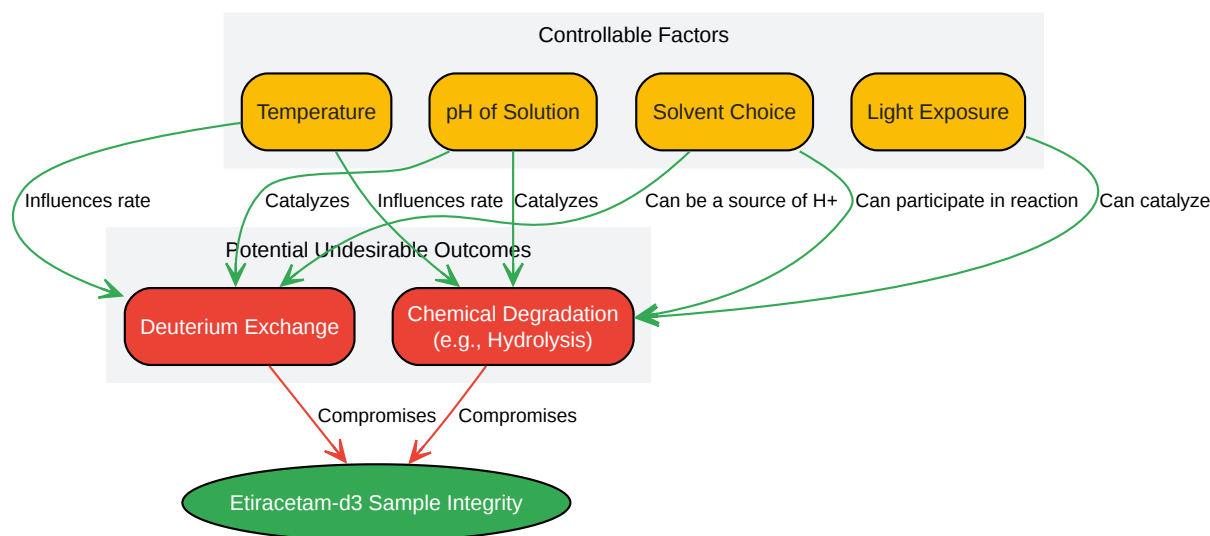 Controllable Factors
Temperature
pH of Solution
Solvent Choice
Light Exposure
Influences rate
Catalyzes
Influences rate
Catalyzes
Can be a source of H+
Can participate in reaction
Can catalyze
Potential Undesirable Outcomes
Deuterium Exchange
Chemical Degradation
(e.g., Hydrolysis)
Compromises
Compromises
Etiracetam-d3 Sample Integrity